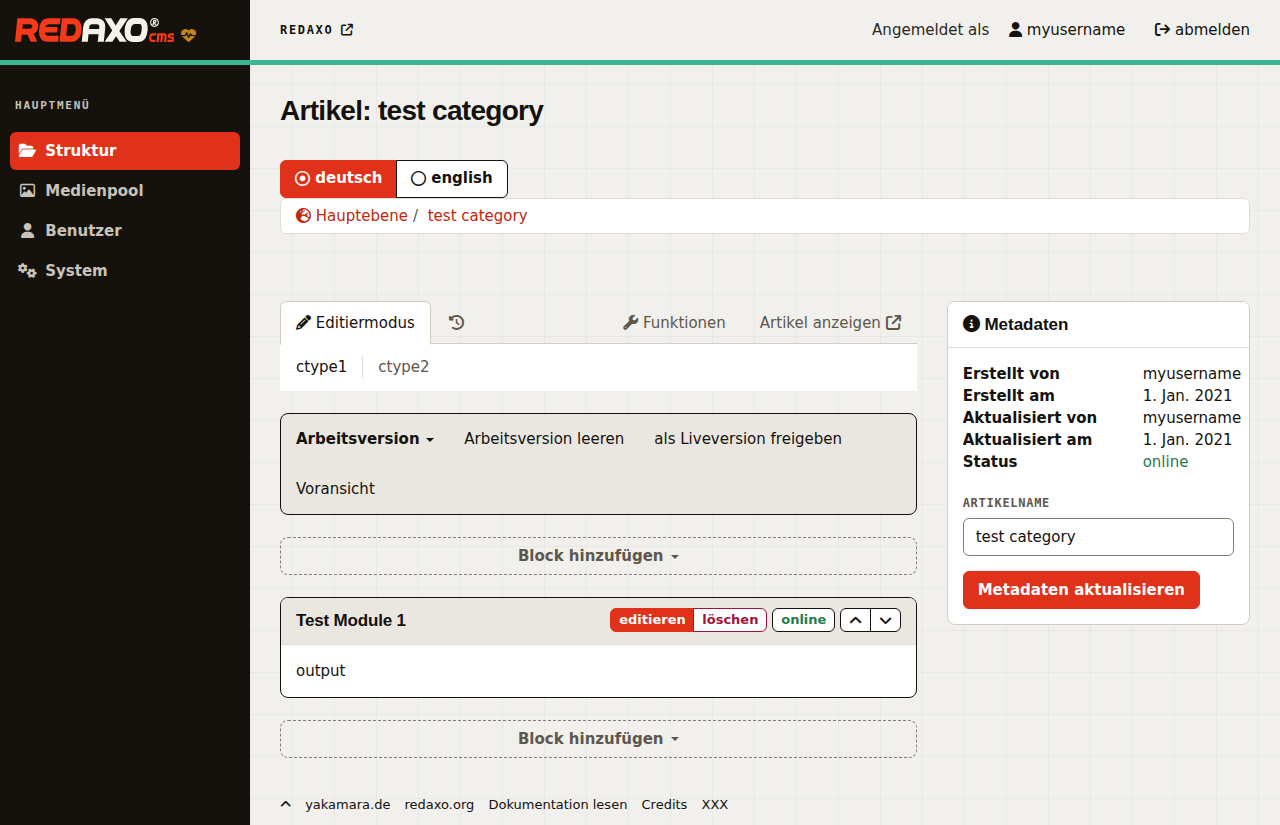 REDAXO® cms
REDAXO
Angemeldet als myusername abmelden
HAUPTMENÜ
Struktur
Medienpool
Benutzer
System
Artikel: test category
deutsch english
Hauptebene / test category
Editiermodus
Funktionen
Artikel anzeigen
ctype1 ctype2
Arbeitsversion Arbeitsversion leeren als Liveversion freigeben
Voransicht
Block hinzufügen
Test Module 1 editieren löschen online
output
Block hinzufügen
Metadaten
Erstellt von myusername
Erstellt am 1. Jan. 2021
Aktualisiert von myusername
Aktualisiert am 1. Jan. 2021
Status online
ARTIKELNAME
test category
Metadaten aktualisieren
yakamara.de redaxo.org Dokumentation lesen Credits XXX